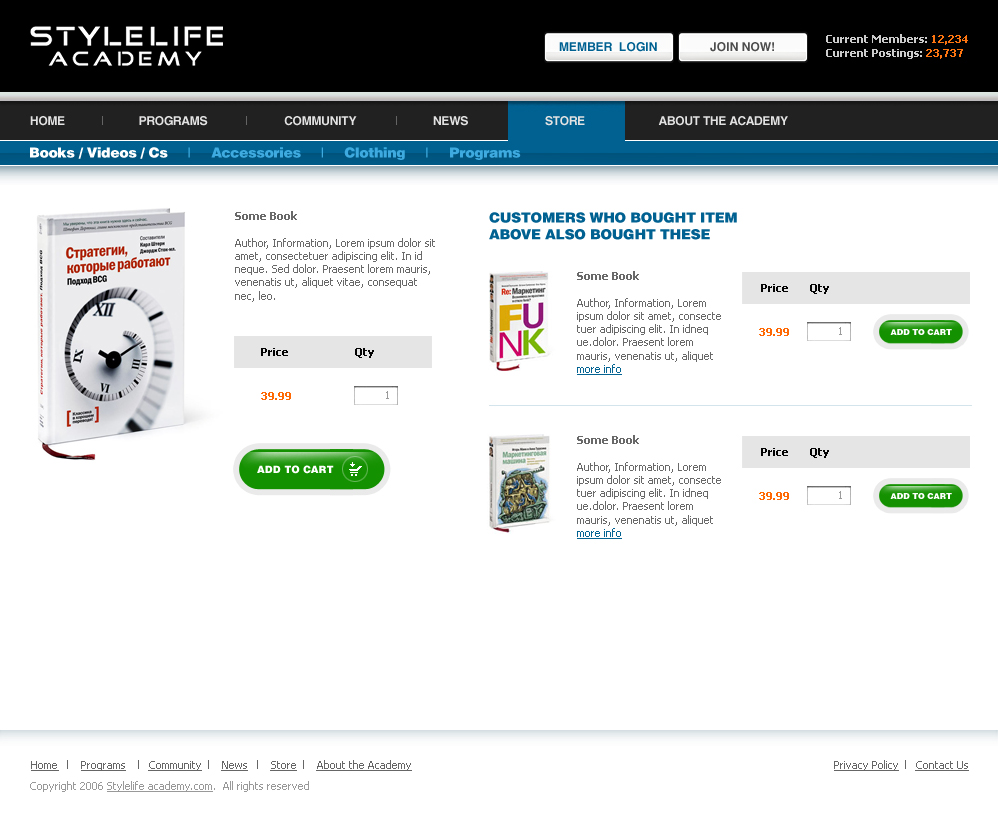 STYLELIFE
ACADEMY
MEMBER LOGIN
JOIN NOW!
Current Members: 12,234
Current Postings: 23,737
HOME
PROGRAMS
COMMUNITY
NEWS
STORE
ABOUT THE ACADEMY
Books / Videos / Cs
Accessories
Clothing
Programs
Составители
Карл Штерн
Стратегии,
которые работают
Подход BCG
XII
IX
VI
Some Book
Author, Information, Lorem ipsum dolor sit
amet, consectetuer adipiscing elit. In id
neque. Sed dolor. Praesent lorem mauris,
venenatis ut, aliquet vitae, consequat
nec, leo.
Price Qty
39.99 1
ADD TO CART
CUSTOMERS WHO BOUGHT ITEM
ABOVE ALSO BOUGHT THESE
Re: Маркетинг
FU
NK
Some Book
Author, Information, Lorem
ipsum dolor sit amet, consecte
tuer adipiscing elit. In idneq
ue.dolor. Praesent lorem
mauris, venenatis ut, aliquet
more info
Price Qty
39.99 1
ADD TO CART
Маркетинговая
машина
Some Book
Author, Information, Lorem
ipsum dolor sit amet, consecte
tuer adipiscing elit. In idneq
ue.dolor. Praesent lorem
mauris, venenatis ut, aliquet
more info
Price Qty
39.99 1
ADD TO CART
Home | Programs | Community | News | Store | About the Academy
Privacy Policy | Contact Us
Copyright 2006 Stylelife academy.com. All rights reserved